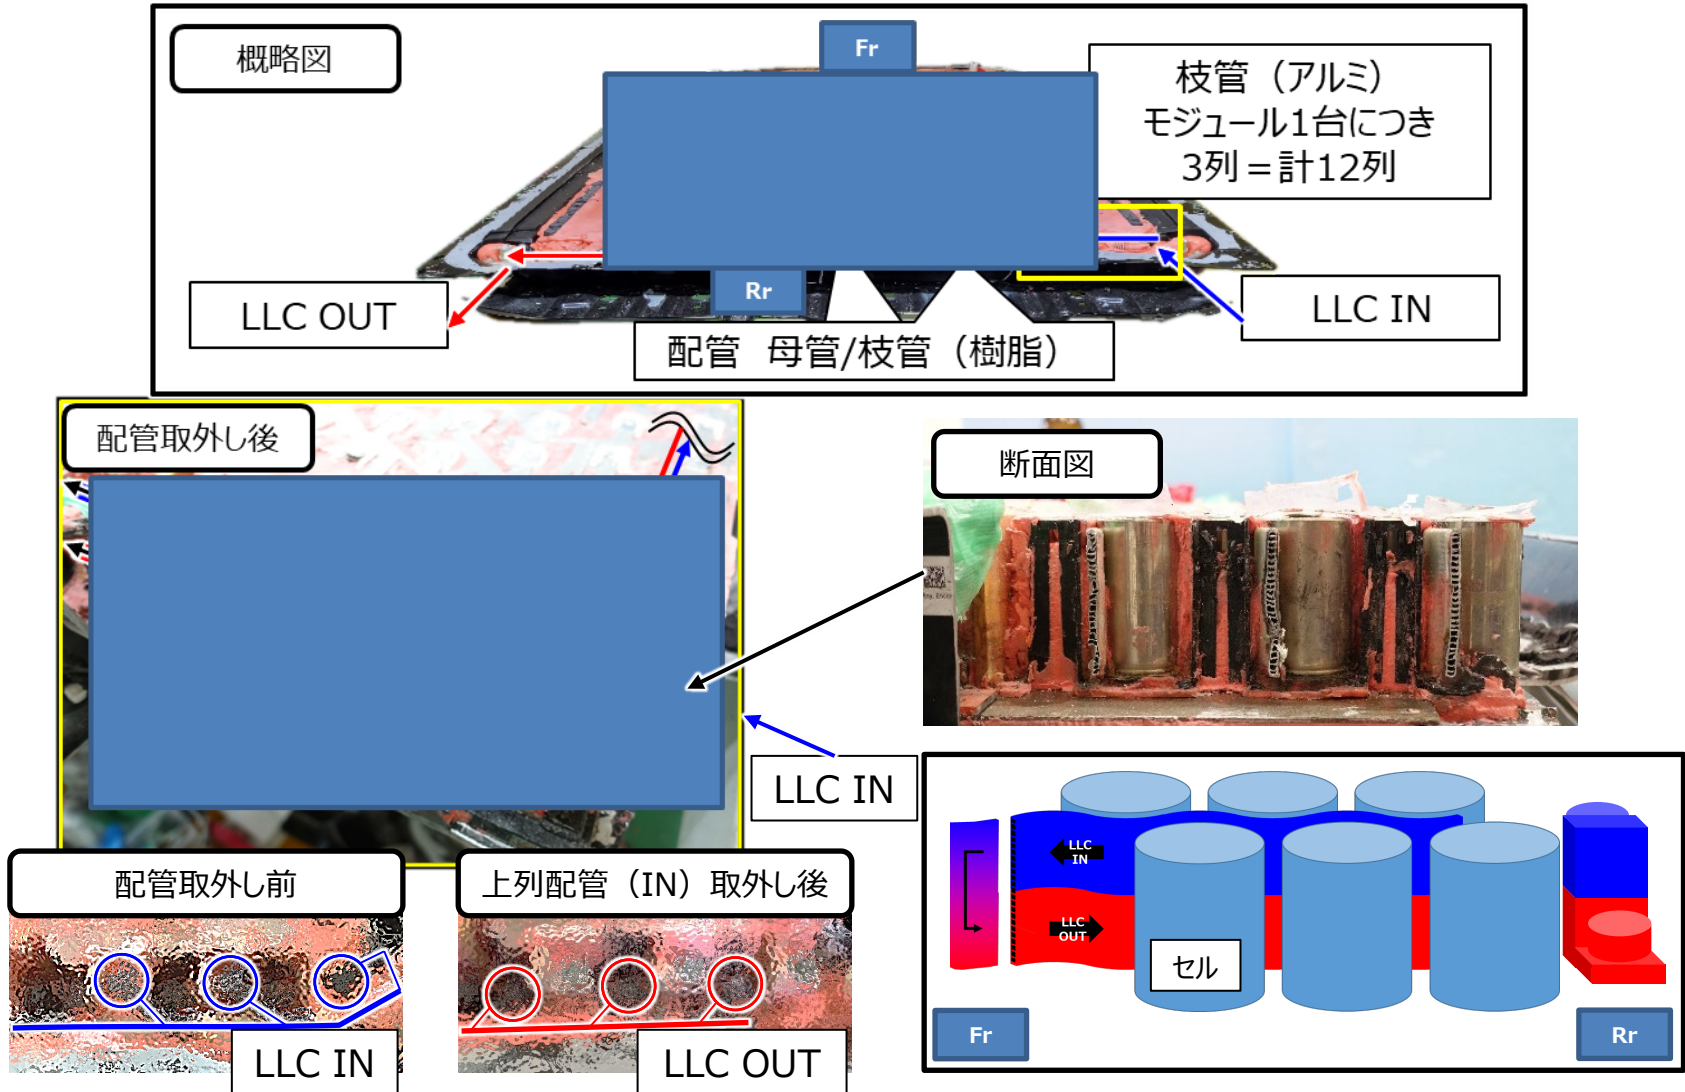 概略図
Fr
枝管（アルミ）
モジュール1台につき
3列＝計12列
LLC OUT
Rr
LLC IN
配管　母管/枝管（樹脂）
配管取外し後
断面図
LLC IN
配管取外し前
上列配管（IN）取外し後
LLC IN
LLC OUT
LLC
IN
LLC
OUT
セル
Fr
Rr